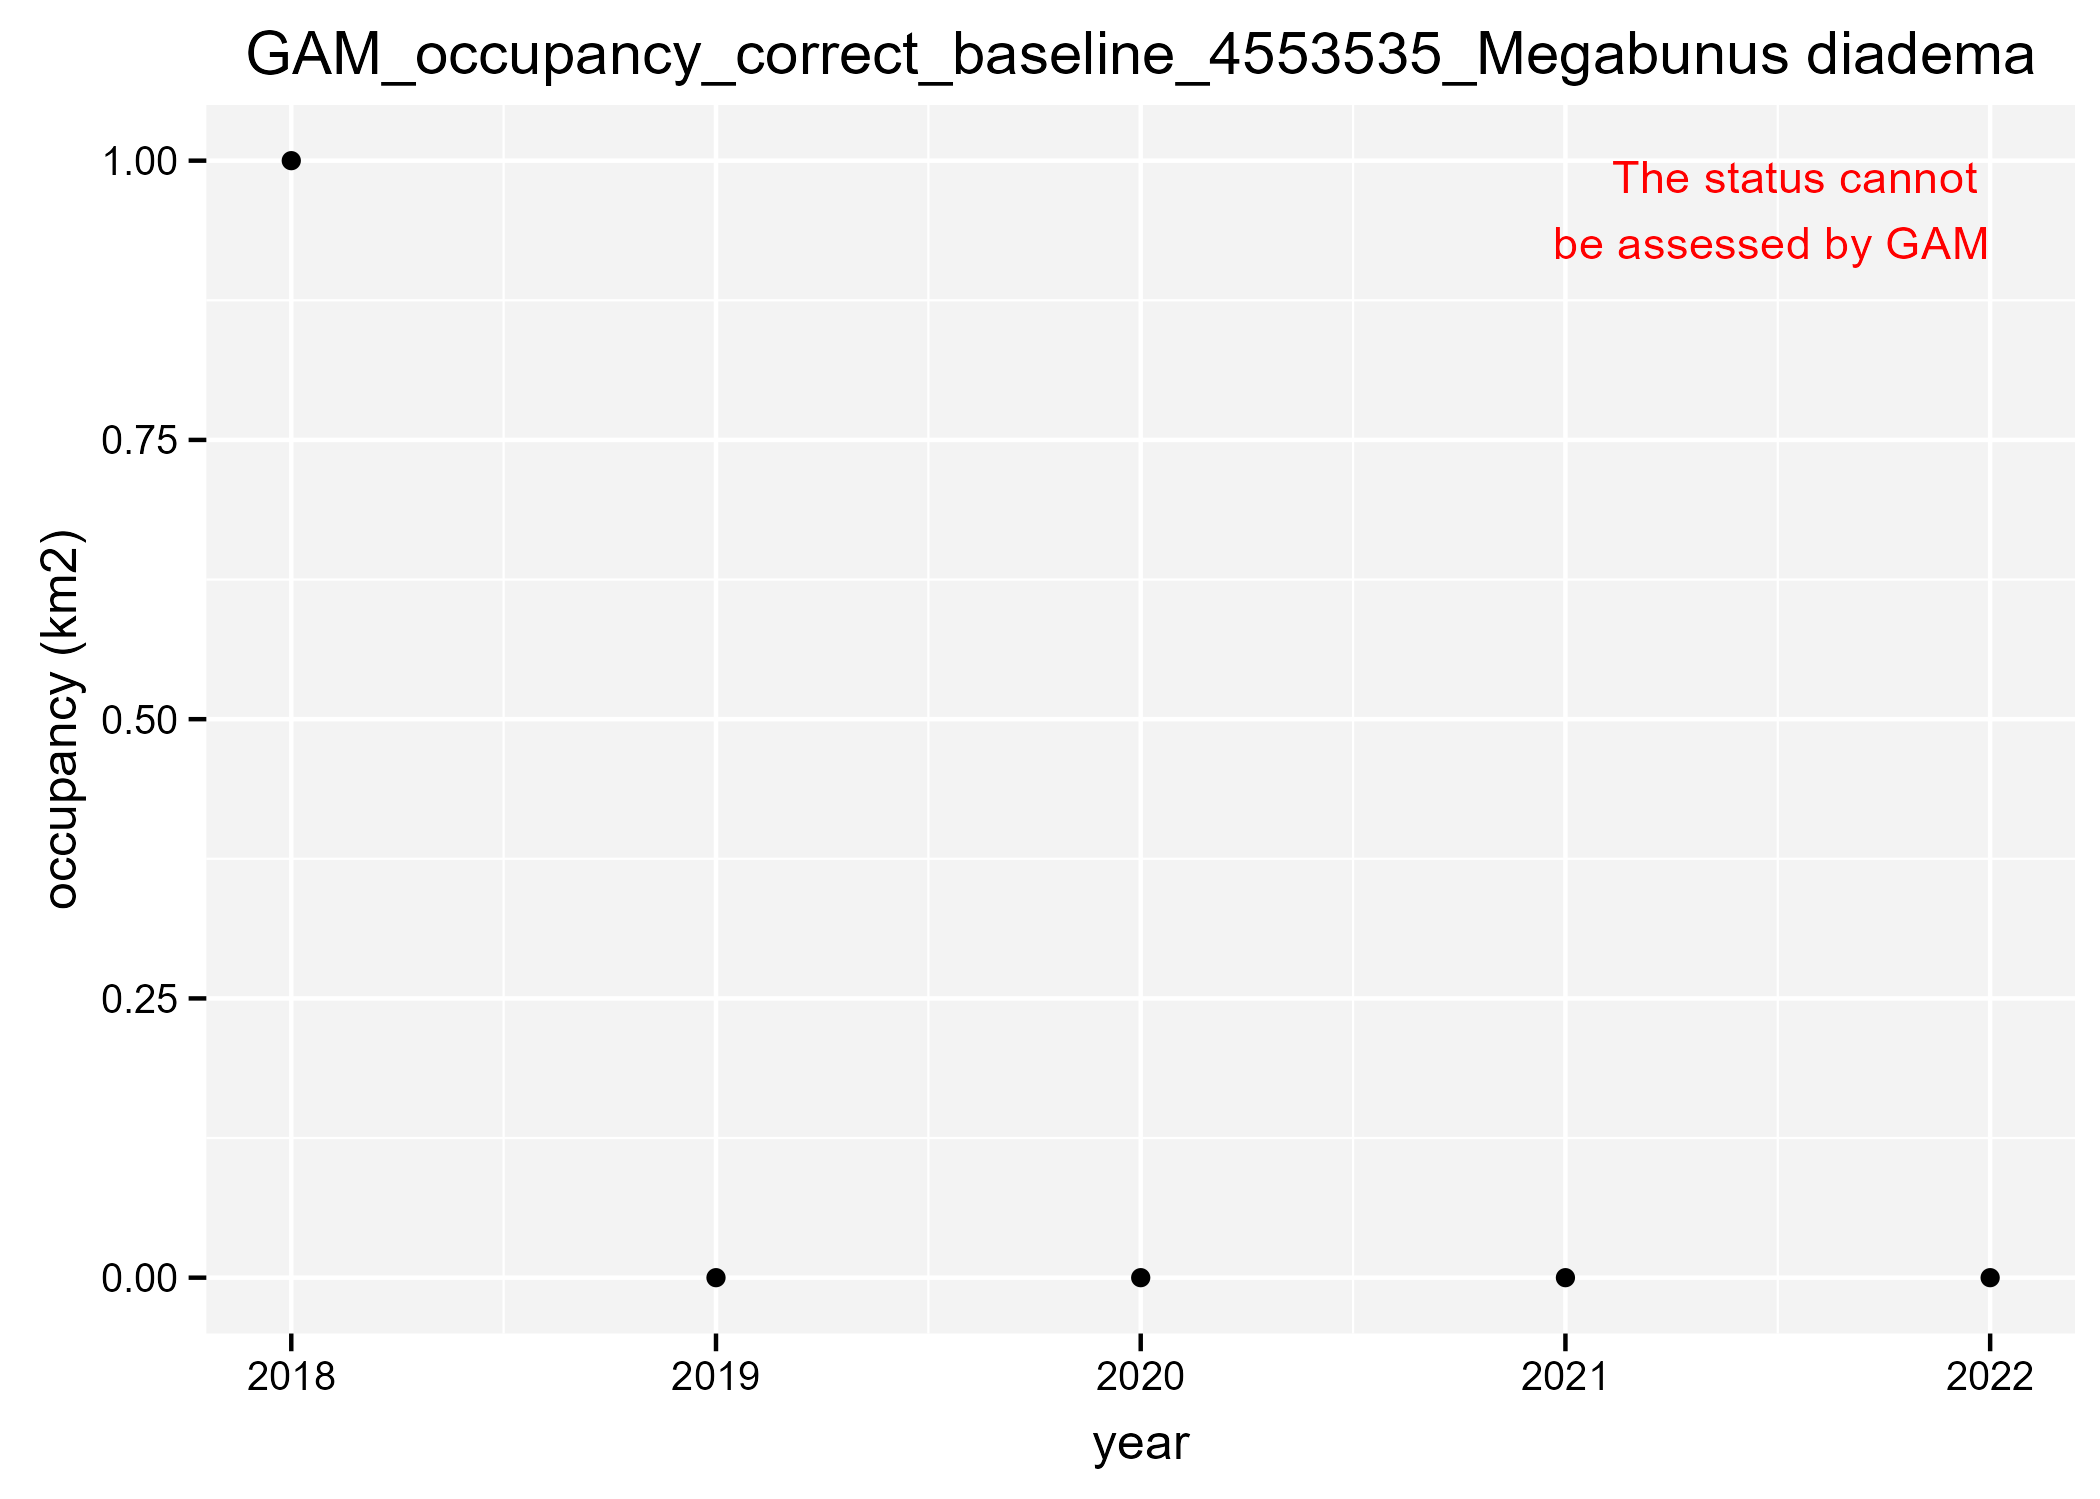 GAM_occupancy_correct_baseline_4553535_Megabunus diadema
The status cannot
be assessed by GAM
1.00
0.75
0.50
0.25
0.00
occupancy (km2)
2018 2019 2020 2021 2022
year